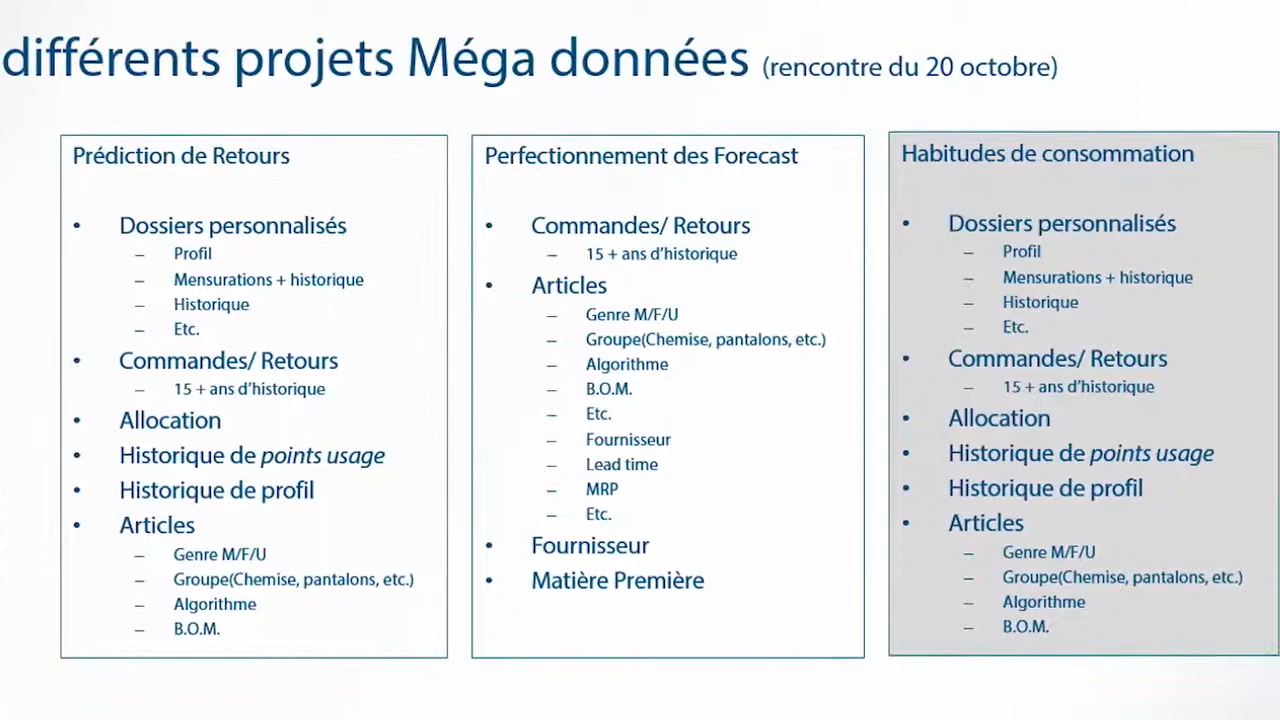 différents projets Méga données (rencontre du 20 octobre)
Prédiction de Retours
• Dossiers personnalisés
– Profil
– Mensurations + historique
– Historique
– Etc.
• Commandes/ Retours
– 15 + ans d’historique
• Allocation
• Historique de points usage
• Historique de profil
• Articles
– Genre M/F/U
– Groupe(Chemise, pantalons, etc.)
– Algorithme
– B.O.M.
Perfectionnement des Forecast
• Commandes/ Retours
– 15 + ans d’historique
• Articles
– Genre M/F/U
– Groupe(Chemise, pantalons, etc.)
– Algorithme
– B.O.M.
– Etc.
– Fournisseur
– Lead time
– MRP
– Etc.
• Fournisseur
• Matière Première
Habitudes de consommation
• Dossiers personnalisés
– Profil
– Mensurations + historique
– Historique
– Etc.
• Commandes/ Retours
– 15 + ans d’historique
• Allocation
• Historique de points usage
• Historique de profil
• Articles
– Genre M/F/U
– Groupe(Chemise, pantalons, etc.)
– Algorithme
– B.O.M.